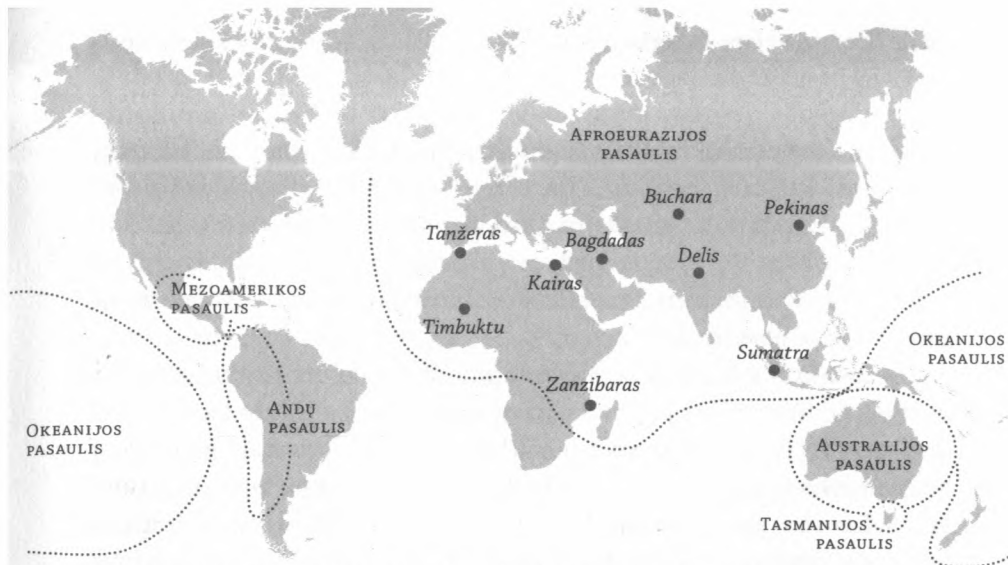 AFROEURAZIJOS
PASAULIS
Buchara
Pekinas
Tanžeras
Bagdadas
Delis
Kairas
MEZOAMERIKOS
PASAULIS
Timbuktu
Sumatra
OKEANIJOS
PASAULIS
Zanzibaras
ANDŲ
PASAULIS
OKEANIJOS
PASAULIS
AUSTRALIJOS
PASAULIS
TASMANIJOS
PASAULIS